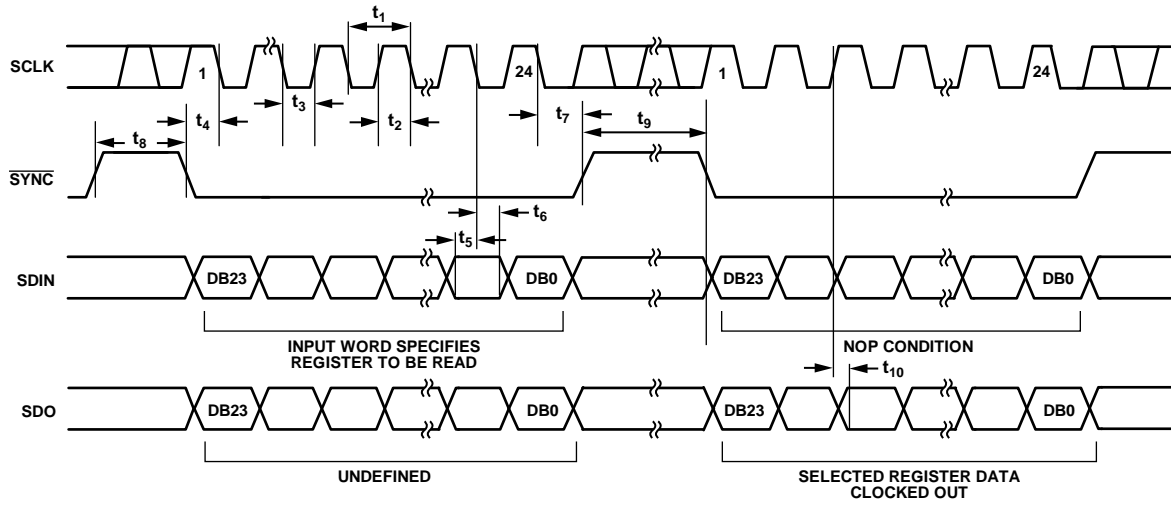 t1
SCLK
1
24
1
24
t3
t7
t9
t4
t2
t8
SYNC
t6
t5
SDIN
DB23
DB0
DB23
DB0
INPUT WORD SPECIFIES
REGISTER TO BE READ
NOP CONDITION
t10
SDO
DB23
DB0
DB23
DB0
UNDEFINED
SELECTED REGISTER DATA
CLOCKED OUT